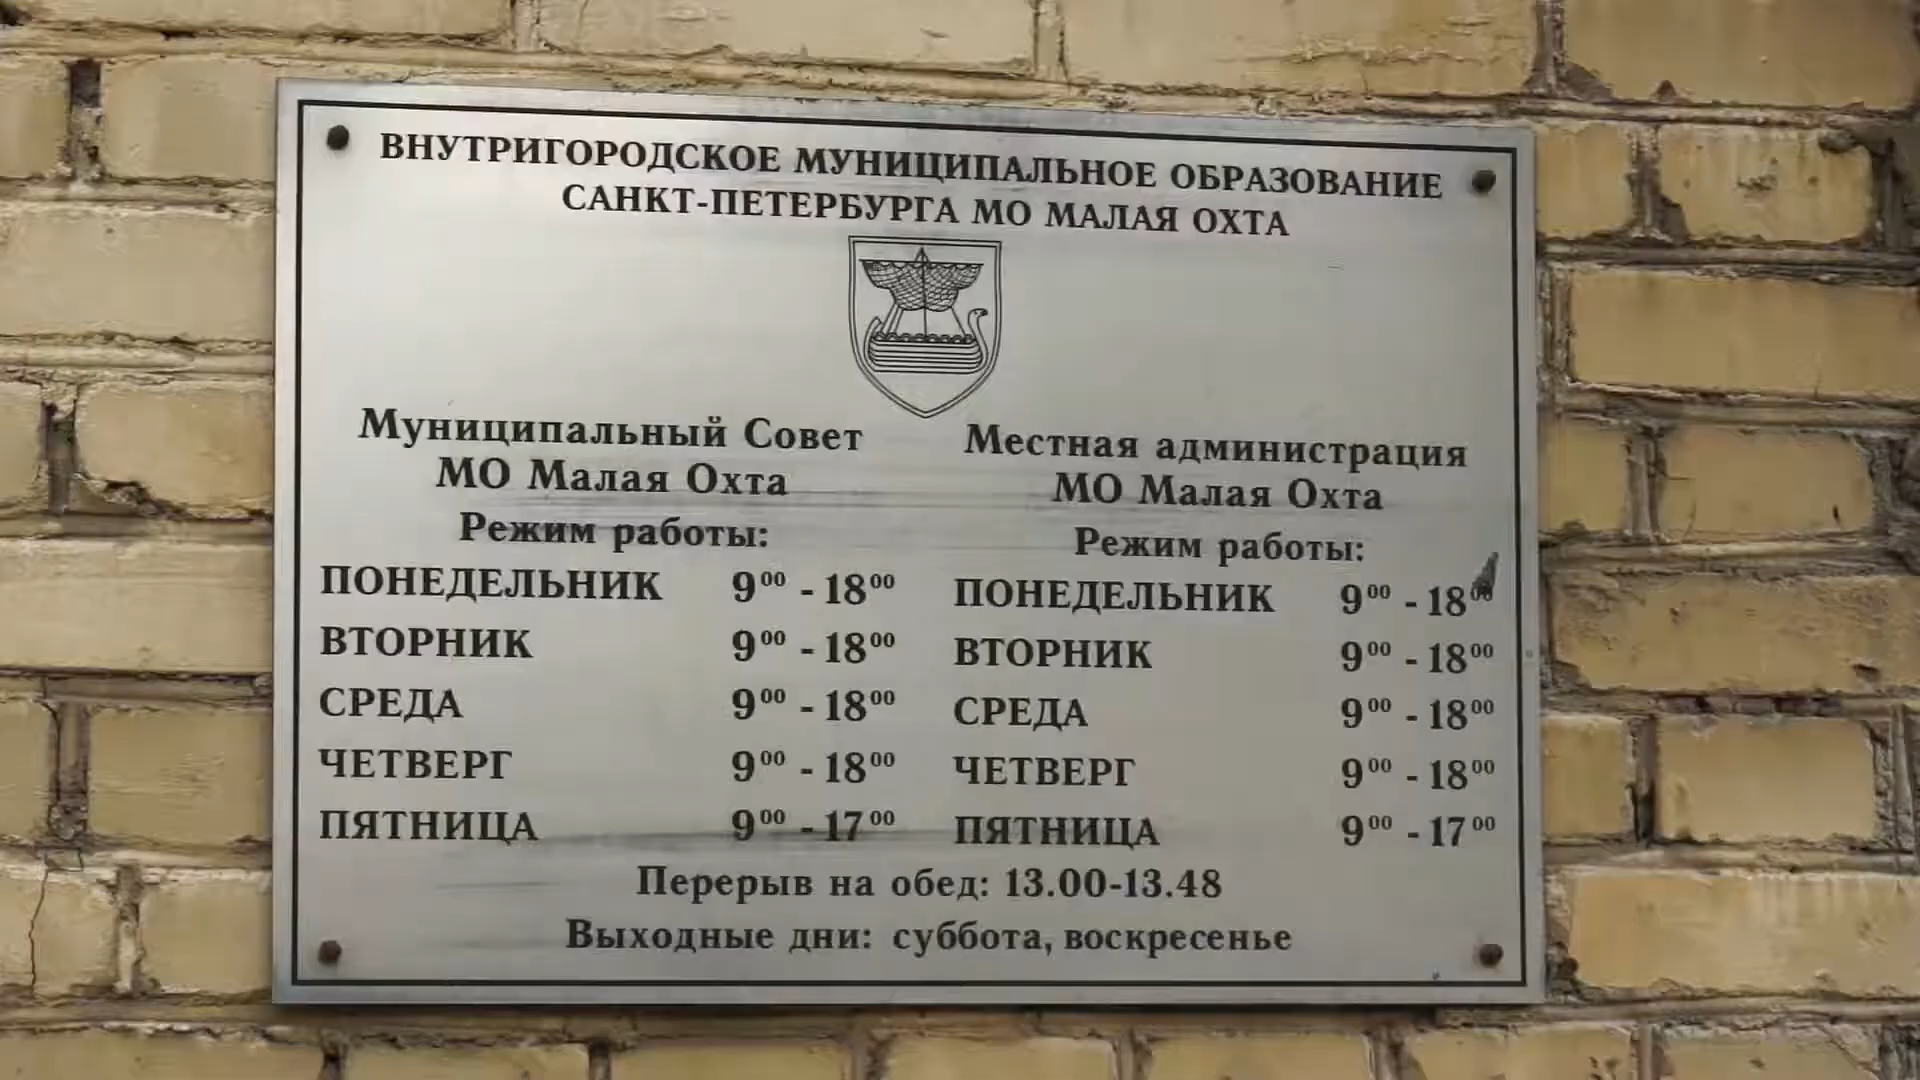 ВНУТРИГОРОДСКОЕ МУНИЦИПАЛЬНОЕ ОБРАЗОВАНИЕ
САНКТ-ПЕТЕРБУРГА МО МАЛАЯ ОХТА
Муниципальный Совет
МО Малая Охта
Режим работы:
ПОНЕДЕЛЬНИК 9⁰⁰ - 18⁰⁰
ВТОРНИК 9⁰⁰ - 18⁰⁰
СРЕДА 9⁰⁰ - 18⁰⁰
ЧЕТВЕРГ 9⁰⁰ - 18⁰⁰
ПЯТНИЦА 9⁰⁰ - 17⁰⁰
Местная администрация
МО Малая Охта
Режим работы:
ПОНЕДЕЛЬНИК 9⁰⁰ - 18⁰⁰
ВТОРНИК 9⁰⁰ - 18⁰⁰
СРЕДА 9⁰⁰ - 18⁰⁰
ЧЕТВЕРГ 9⁰⁰ - 18⁰⁰
ПЯТНИЦА 9⁰⁰ - 17⁰⁰
Перерыв на обед: 13.00-13.48
Выходные дни: суббота, воскресенье